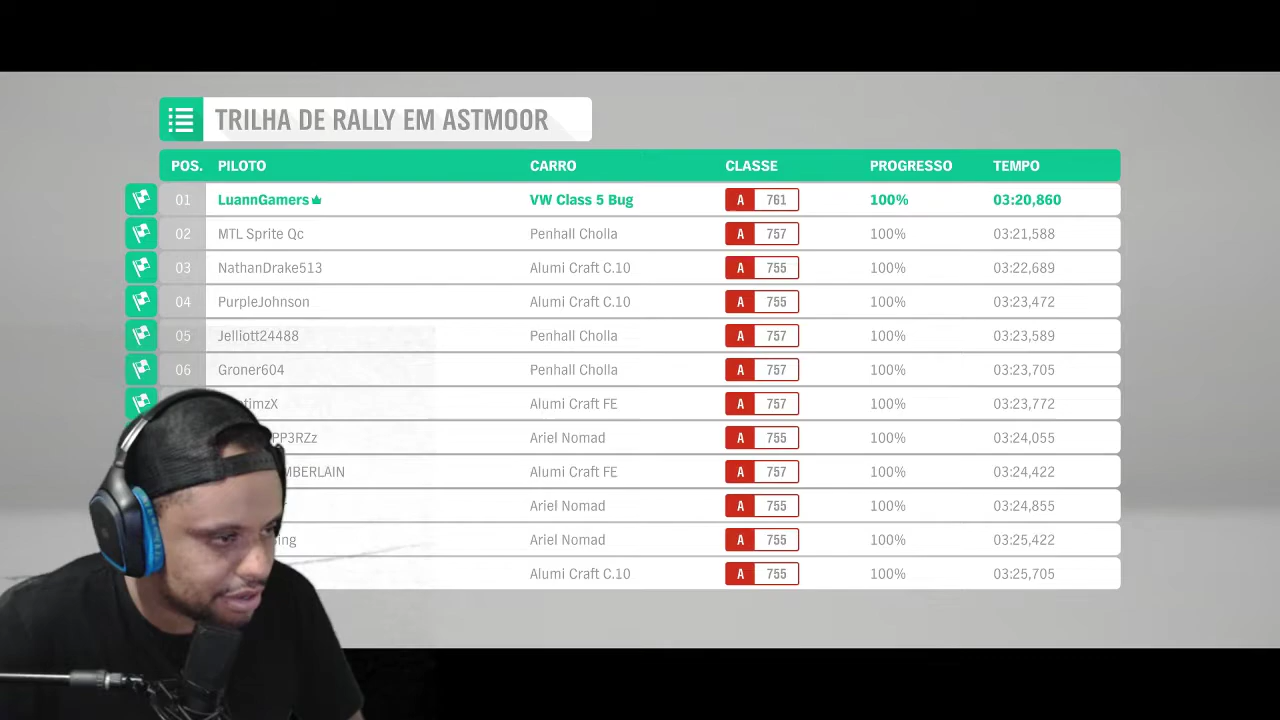 TRILHA DE RALLY EM ASTMOOR
POS. PILOTO CARRO CLASSE PROGRESSO TEMPO
01 LuannGamers VW Class 5 Bug A 761 100% 03:20,860
02 MTL Sprite Qc Penhall Cholla A 757 100% 03:21,588
03 NathanDrake513 Alumi Craft C.10 A 755 100% 03:22,689
04 PurpleJohnson Alumi Craft C.10 A 755 100% 03:23,472
05 Jelliott24488 Penhall Cholla A 757 100% 03:23,589
06 Groner604 Penhall Cholla A 757 100% 03:23,705
Alumi Craft FE A 757 100% 03:23,772
Ariel Nomad A 755 100% 03:24,055
Alumi Craft FE A 757 100% 03:24,422
Ariel Nomad A 755 100% 03:24,855
Ariel Nomad A 755 100% 03:25,422
Alumi Craft C.10 A 755 100% 03:25,705